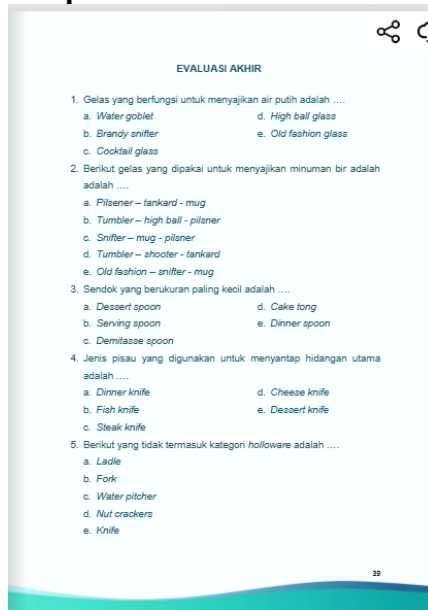 EVALUASI AKHIR
1. Gelas yang berfungsi untuk menyajikan air putih adalah ....
a. Water goblet
d. High ball glass
b. Brandy snifter
e. Old fashion glass
c. Cocktail glass
2. Berikut gelas yang dipakai untuk menyajikan minuman bir adalah
adalah ....
a. Pilsener – tankard - mug
b. Tumbler – high ball - pilsner
c. Snifter – mug - pilsner
d. Tumbler – shooter - tankard
e. Old fashion – snifter - mug
3. Sendok yang berukuran paling kecil adalah ....
a. Dessert spoon
d. Cake tong
b. Serving spoon
e. Dinner spoon
c. Demitasse spoon
4. Jenis pisau yang digunakan untuk menyantap hidangan utama
adalah ....
a. Dinner knife
d. Cheese knife
b. Fish knife
e. Dessert knife
c. Steak knife
5. Berikut yang tidak termasuk kategori holloware adalah ....
a. Ladle
b. Fork
c. Water pitcher
d. Nut crackers
e. Knife
39